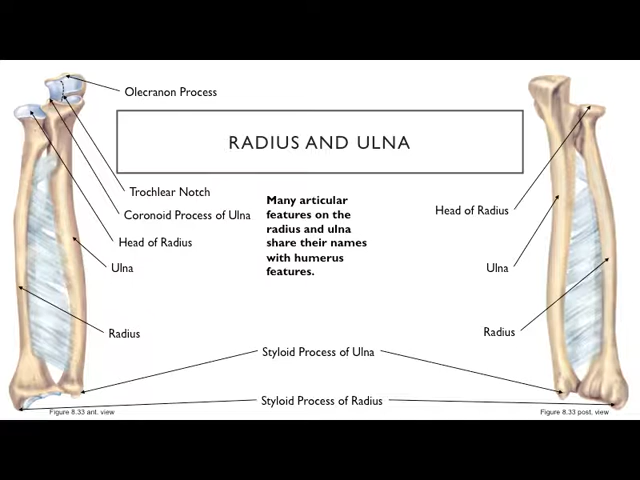 Olecranon Process
RADIUS AND ULNA
Trochlear Notch
Coronoid Process of Ulna
Head of Radius
Ulna
Radius
Many articular
features on the
radius and ulna
share their names
with humerus
features.
Head of Radius
Ulna
Radius
Styloid Process of Ulna
Styloid Process of Radius
Figure 8.33 ant. view
Figure 8.33 post. view